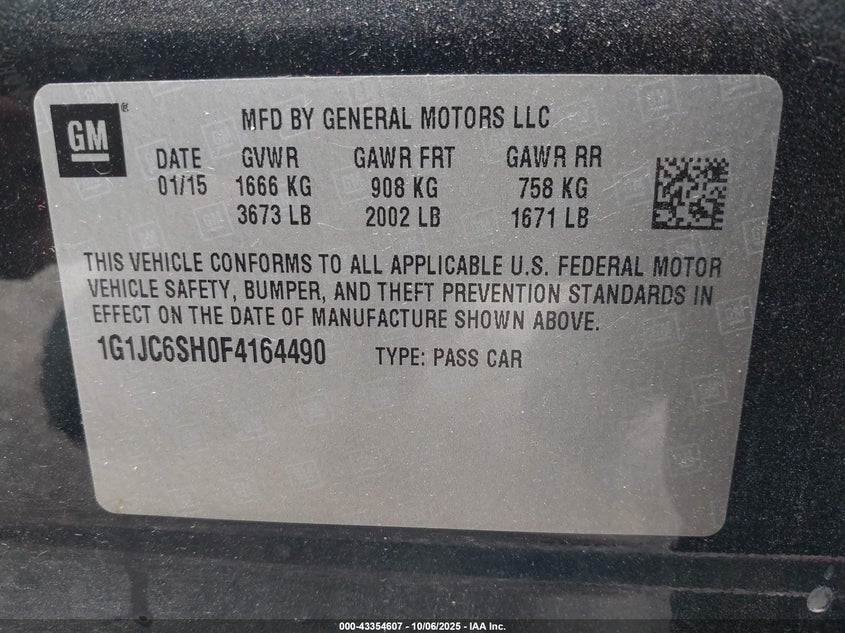 GM ® MFD BY GENERAL MOTORS LLC
DATE GVWR GAWR FRT GAWR RR
01/15 1666 KG 908 KG 758 KG
3673 LB 2002 LB 1671 LB
THIS VEHICLE CONFORMS TO ALL APPLICABLE U.S. FEDERAL MOTOR
VEHICLE SAFETY, BUMPER, AND THEFT PREVENTION STANDARDS IN
EFFECT ON THE DATE OF MANUFACTURE SHOWN ABOVE.
1G1JC6SH0F4164490 TYPE: PASS CAR
000-43354607 - 10/06/2025 - IAA Inc.